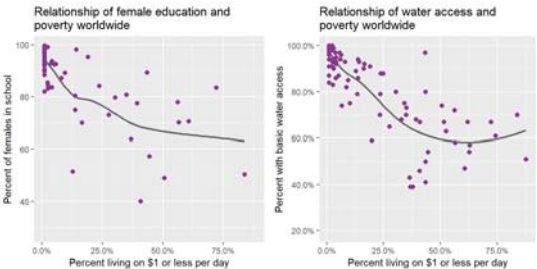 Relationship of female education and
poverty worldwide
Percent of females in school
100
80
60
40
0.0%
25.0%
50.0%
75.0%
Percent living on $1 or less per day
Relationship of water access and
poverty worldwide
Percent with basic water access
100.0%
80.0%
60.0%
40.0%
20.0%
0.0%
25.0%
50.0%
75.0%
Percent living on $1 or less per day